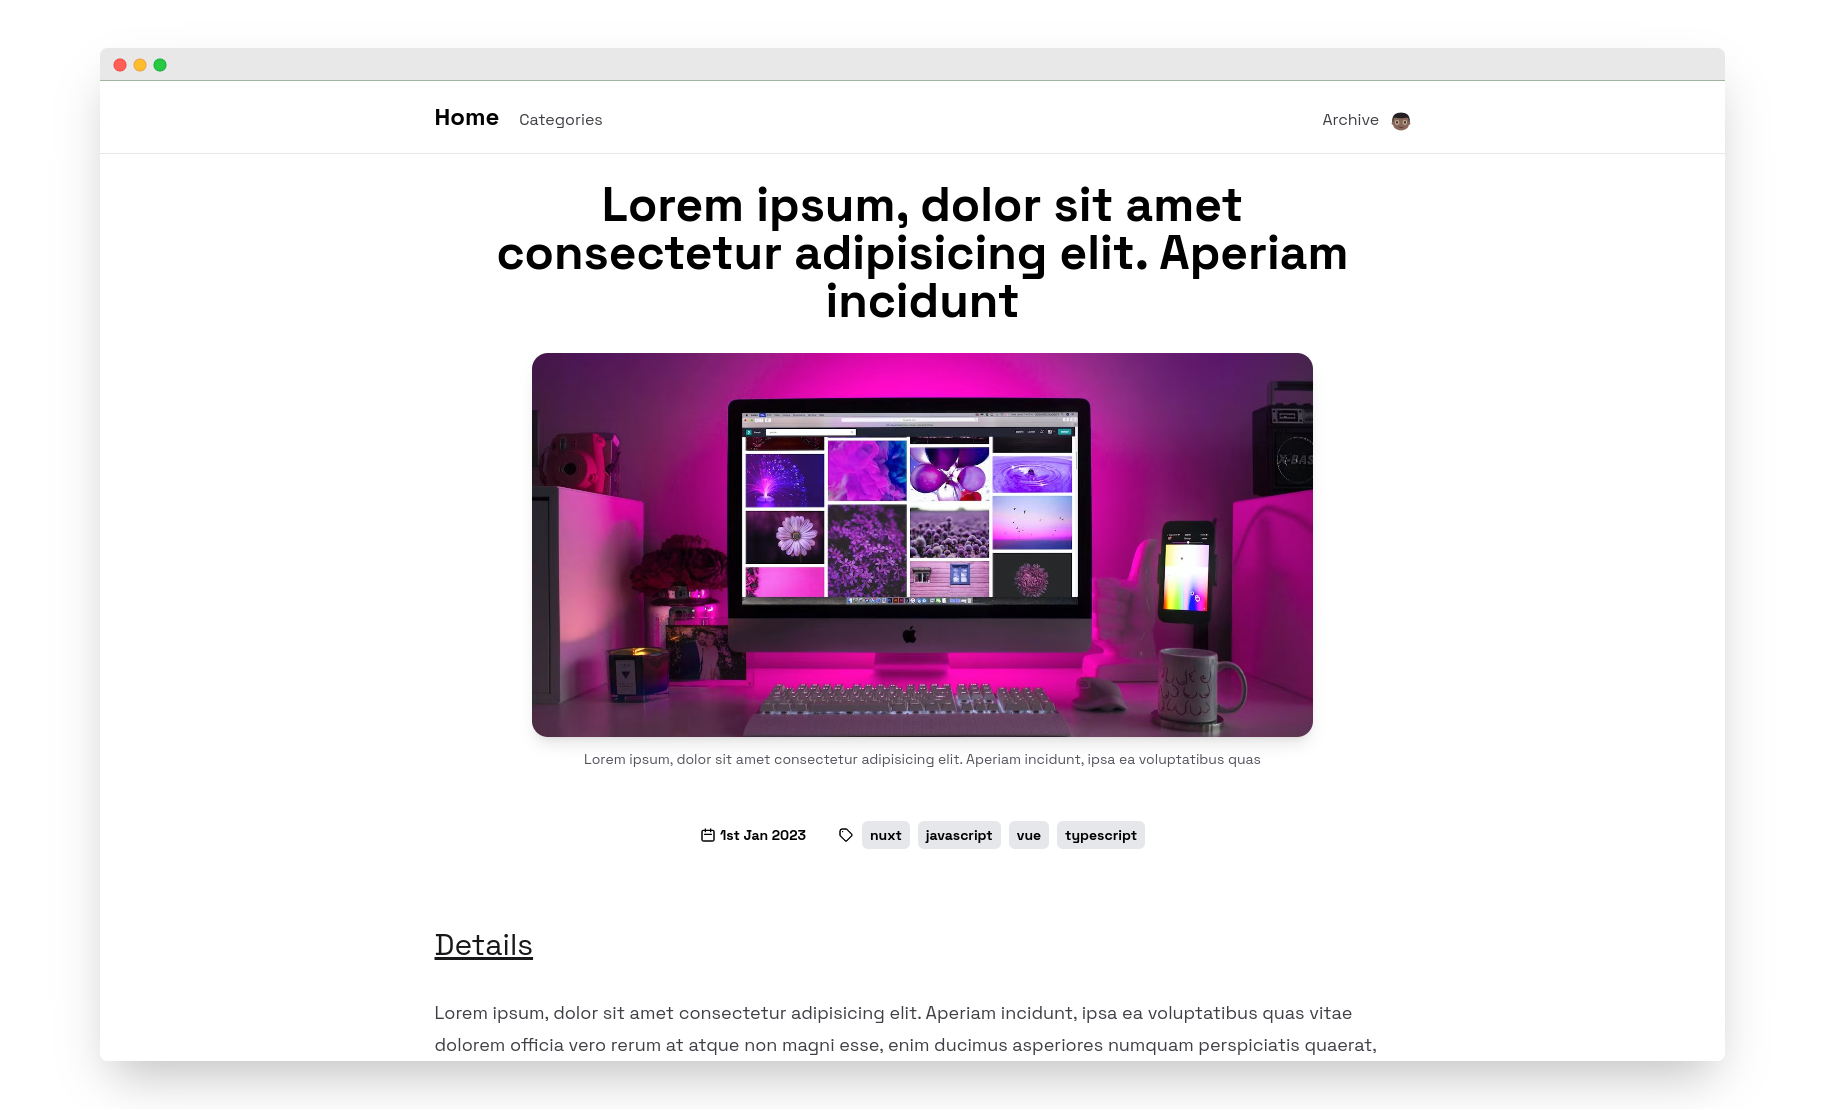 Home Categories Archive
Lorem ipsum, dolor sit amet
consectetur adipisicing elit. Aperiam
incidunt
Lorem ipsum, dolor sit amet consectetur adipisicing elit. Aperiam incidunt, ipsa ea voluptatibus quas
1st Jan 2023 nuxt javascript vue typescript
Details
Lorem ipsum, dolor sit amet consectetur adipisicing elit. Aperiam incidunt, ipsa ea voluptatibus quas vitae
dolorem officia vero rerum at atque non magni esse, enim ducimus asperiores numquam perspiciatis quaerat,